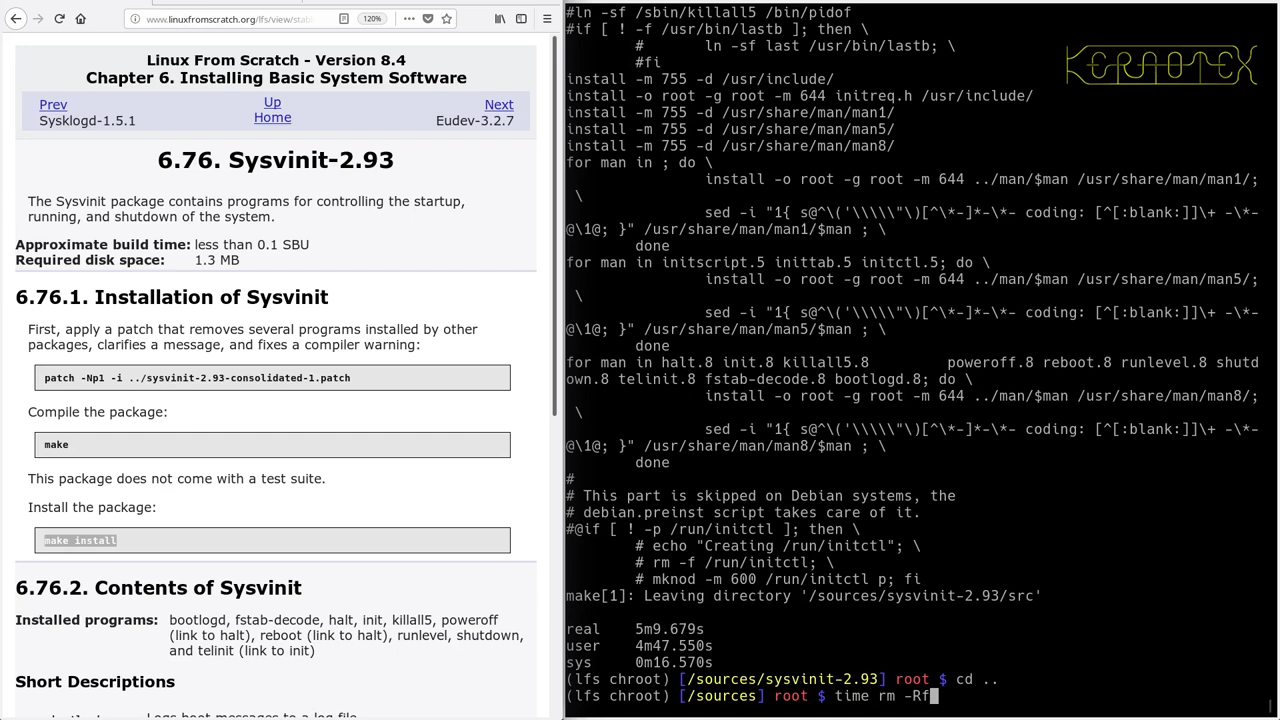 www.linuxfromscratch.org/lfs/view/stab
120%
Linux From Scratch - Version 8.4
Chapter 6. Installing Basic System Software
Prev
Up
Next
Sysklogd-1.5.1
Home
Eudev-3.2.7
6.76. Sysvinit-2.93
The Sysvinit package contains programs for controlling the startup,
running, and shutdown of the system.
Approximate build time: less than 0.1 SBU
Required disk space: 1.3 MB
6.76.1. Installation of Sysvinit
First, apply a patch that removes several programs installed by other
packages, clarifies a message, and fixes a compiler warning:
patch -Np1 -i ../sysvinit-2.93-consolidated-1.patch
Compile the package:
make
This package does not come with a test suite.
Install the package:
make install
6.76.2. Contents of Sysvinit
Installed programs: bootlogd, fstab-decode, halt, init, killall5, poweroff
(link to halt), reboot (link to halt), runlevel, shutdown,
and telinit (link to init)
Short Descriptions
Logs boot messages to a log file
#ln -sf /sbin/killall5 /bin/pidof
#if [ ! -f /usr/bin/lastb ]; then \
# ln -sf last /usr/bin/lastb; \
#fi
install -m 755 -d /usr/include/
install -o root -g root -m 644 initreq.h /usr/include/
install -m 755 -d /usr/share/man/man1/
install -m 755 -d /usr/share/man/man5/
install -m 755 -d /usr/share/man/man8/
for man in ; do \
install -o root -g root -m 644 ../man/$man /usr/share/man/man1/;
\
sed -i "1{ s@^\('\\\\\"\)[^\*-]*-\*- coding: [^[:blank:]]\+ -\*-
@\1@; }" /usr/share/man/man1/$man ; \
done
for man in initscript.5 inittab.5 initctl.5; do \
install -o root -g root -m 644 ../man/$man /usr/share/man/man5/;
\
sed -i "1{ s@^\('\\\\\"\)[^\*-]*-\*- coding: [^[:blank:]]\+ -\*-
@\1@; }" /usr/share/man/man5/$man ; \
done
for man in halt.8 init.8 killall5.8 poweroff.8 reboot.8 runlevel.8 shutd
own.8 telinit.8 fstab-decode.8 bootlogd.8; do \
install -o root -g root -m 644 ../man/$man /usr/share/man/man8/;
\
sed -i "1{ s@^\('\\\\\"\)[^\*-]*-\*- coding: [^[:blank:]]\+ -\*-
@\1@; }" /usr/share/man/man8/$man ; \
done
#
# This part is skipped on Debian systems, the
# debian.preinst script takes care of it.
#@if [ ! -p /run/initctl ]; then \
# echo "Creating /run/initctl"; \
# rm -f /run/initctl; \
# mknod -m 600 /run/initctl p; fi
make[1]: Leaving directory '/sources/sysvinit-2.93/src'
real 5m9.679s
user 4m47.550s
sys 0m16.570s
(lfs chroot) [/sources/sysvinit-2.93] root $ cd ..
(lfs chroot) [/sources] root $ time rm -Rf